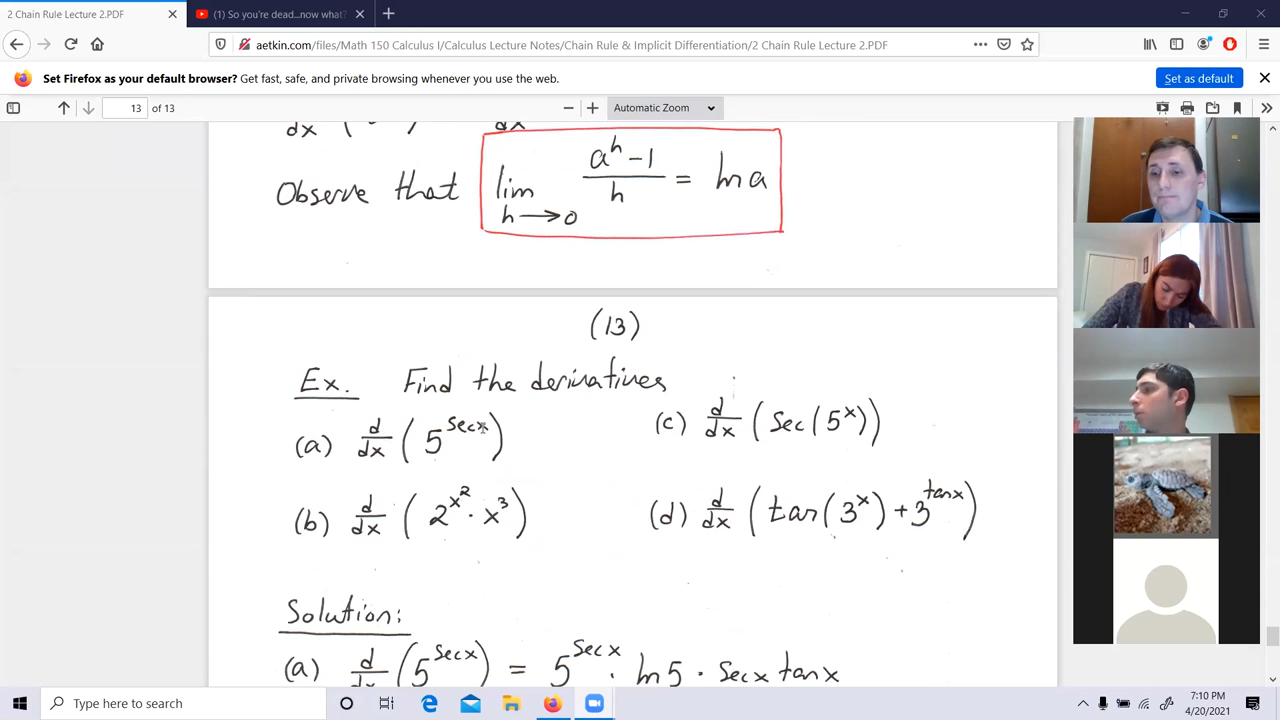 2 Chain Rule Lecture 2.PDF
(1) So you're dead...now what?
aetkin.com/files/Math 150 Calculus I/Calculus Lecture Notes/Chain Rule & Implicit Differentiation/2 Chain Rule Lecture 2.PDF
Set Firefox as your default browser? Get fast, safe, and private browsing whenever you use the web.
Set as default
13 of 13
Automatic Zoom
dx ( ) dx
Observe that lim h→0 (a^h - 1)/h = ln a
(13)
Ex. Find the derivatives
(a) d/dx (5^sec x)
(c) d/dx (sec(5^x))
(b) d/dx (2^x^2 · x^3)
(d) d/dx (tan(3^x) + 3^tan x)
Solution:
(a) d/dx (5^sec x) = 5^sec x · ln 5 · sec x tan x
Type here to search
7:10 PM
4/20/2021